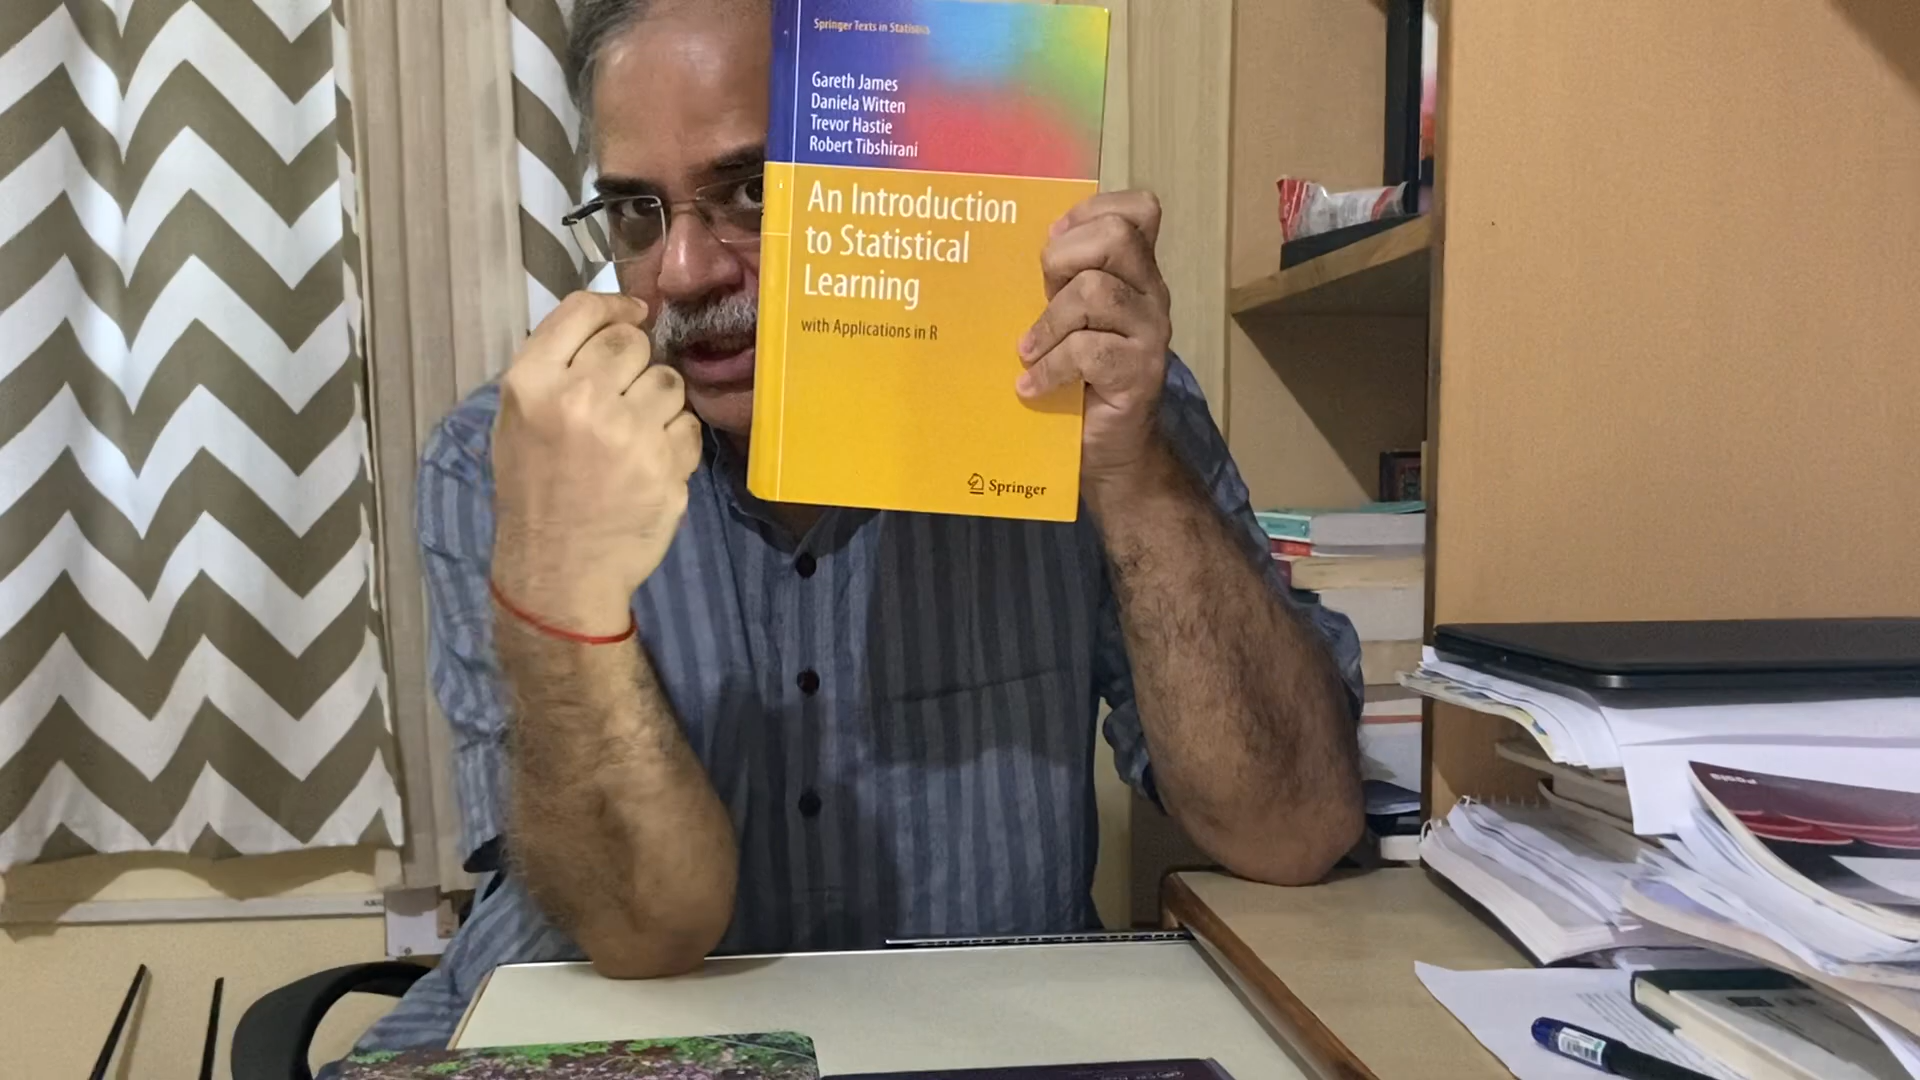 Springer Texts in Statistics
Gareth James
Daniela Witten
Trevor Hastie
Robert Tibshirani
An Introduction
to Statistical
Learning
with Applications in R
Springer